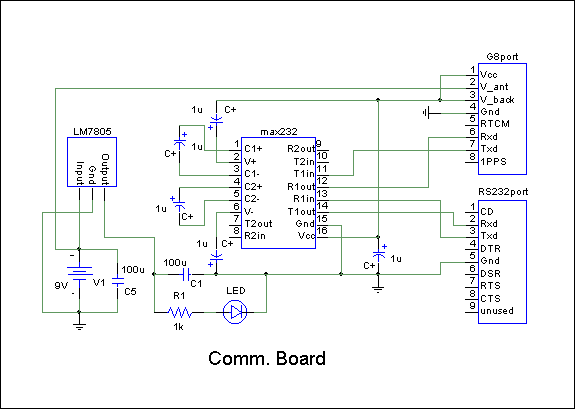 G8port
1 Vcc
2 V_ant
3 V_back
4 Gnd
5 RTCM
6 Rxd
7 Txd
8 1PPS
LM7805
Input
Gnd
Output
1u C+
1u
C+
max232
1 C1+
2 V+
3 C1-
4 C2+
5 C2-
6 V-
7 T2out
8 R2in
R2out 9
T2in 10
T1in 11
R1out 12
R1in 13
T1out 14
Gnd 15
Vcc 16
1u
C+
1u C+
C+ 1u
RS232port
1 CD
2 Rxd
3 Txd
4 DTR
5 Gnd
6 DSR
7 RTS
8 CTS
9 unused
9V
V1
100u
C5
100u
C1
R1
1k
LED
Comm. Board